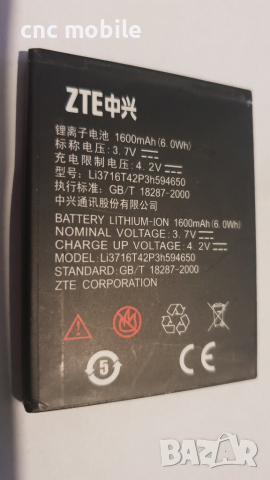 cnc mobile
ZTE中兴
锂离子电池 1600mAh(6.0Wh)
标称电压: 3.7V
充电限制电压: 4.2V
型号: Li3716T42P3h594650
执行标准: GB/T 18287-2000
中兴通讯股份有限公司
BATTERY LITHIUM-ION 1600mAh(6.0Wh)
NOMINAL VOLTAGE: 3.7V
CHARGE UP VOLTAGE: 4.2V
MODEL: Li3716T42P3h594650
STANDARD: GB/T 18287-2000
ZTE CORPORATION
5
CE
BAZAR